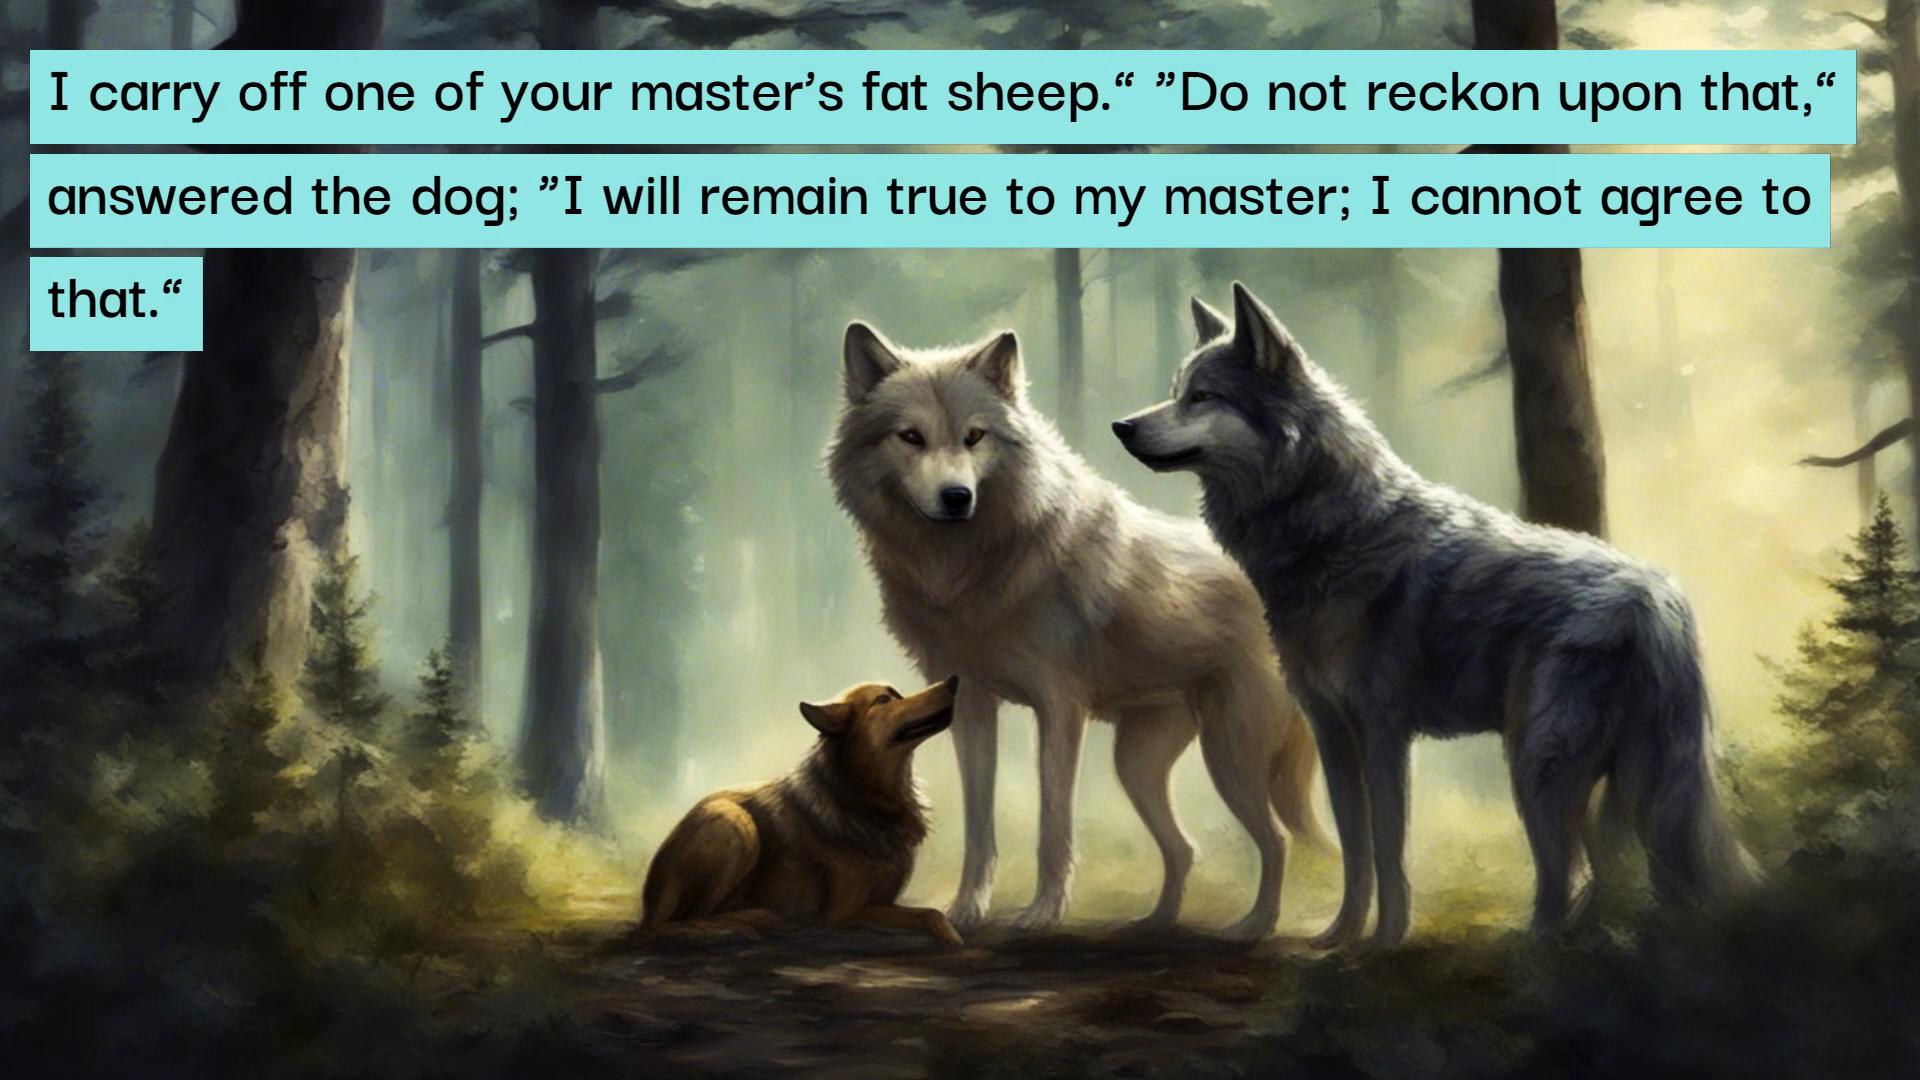 I carry off one of your master’s fat sheep.“ ”Do not reckon upon that,“
answered the dog; ”I will remain true to my master; I cannot agree to
that.“